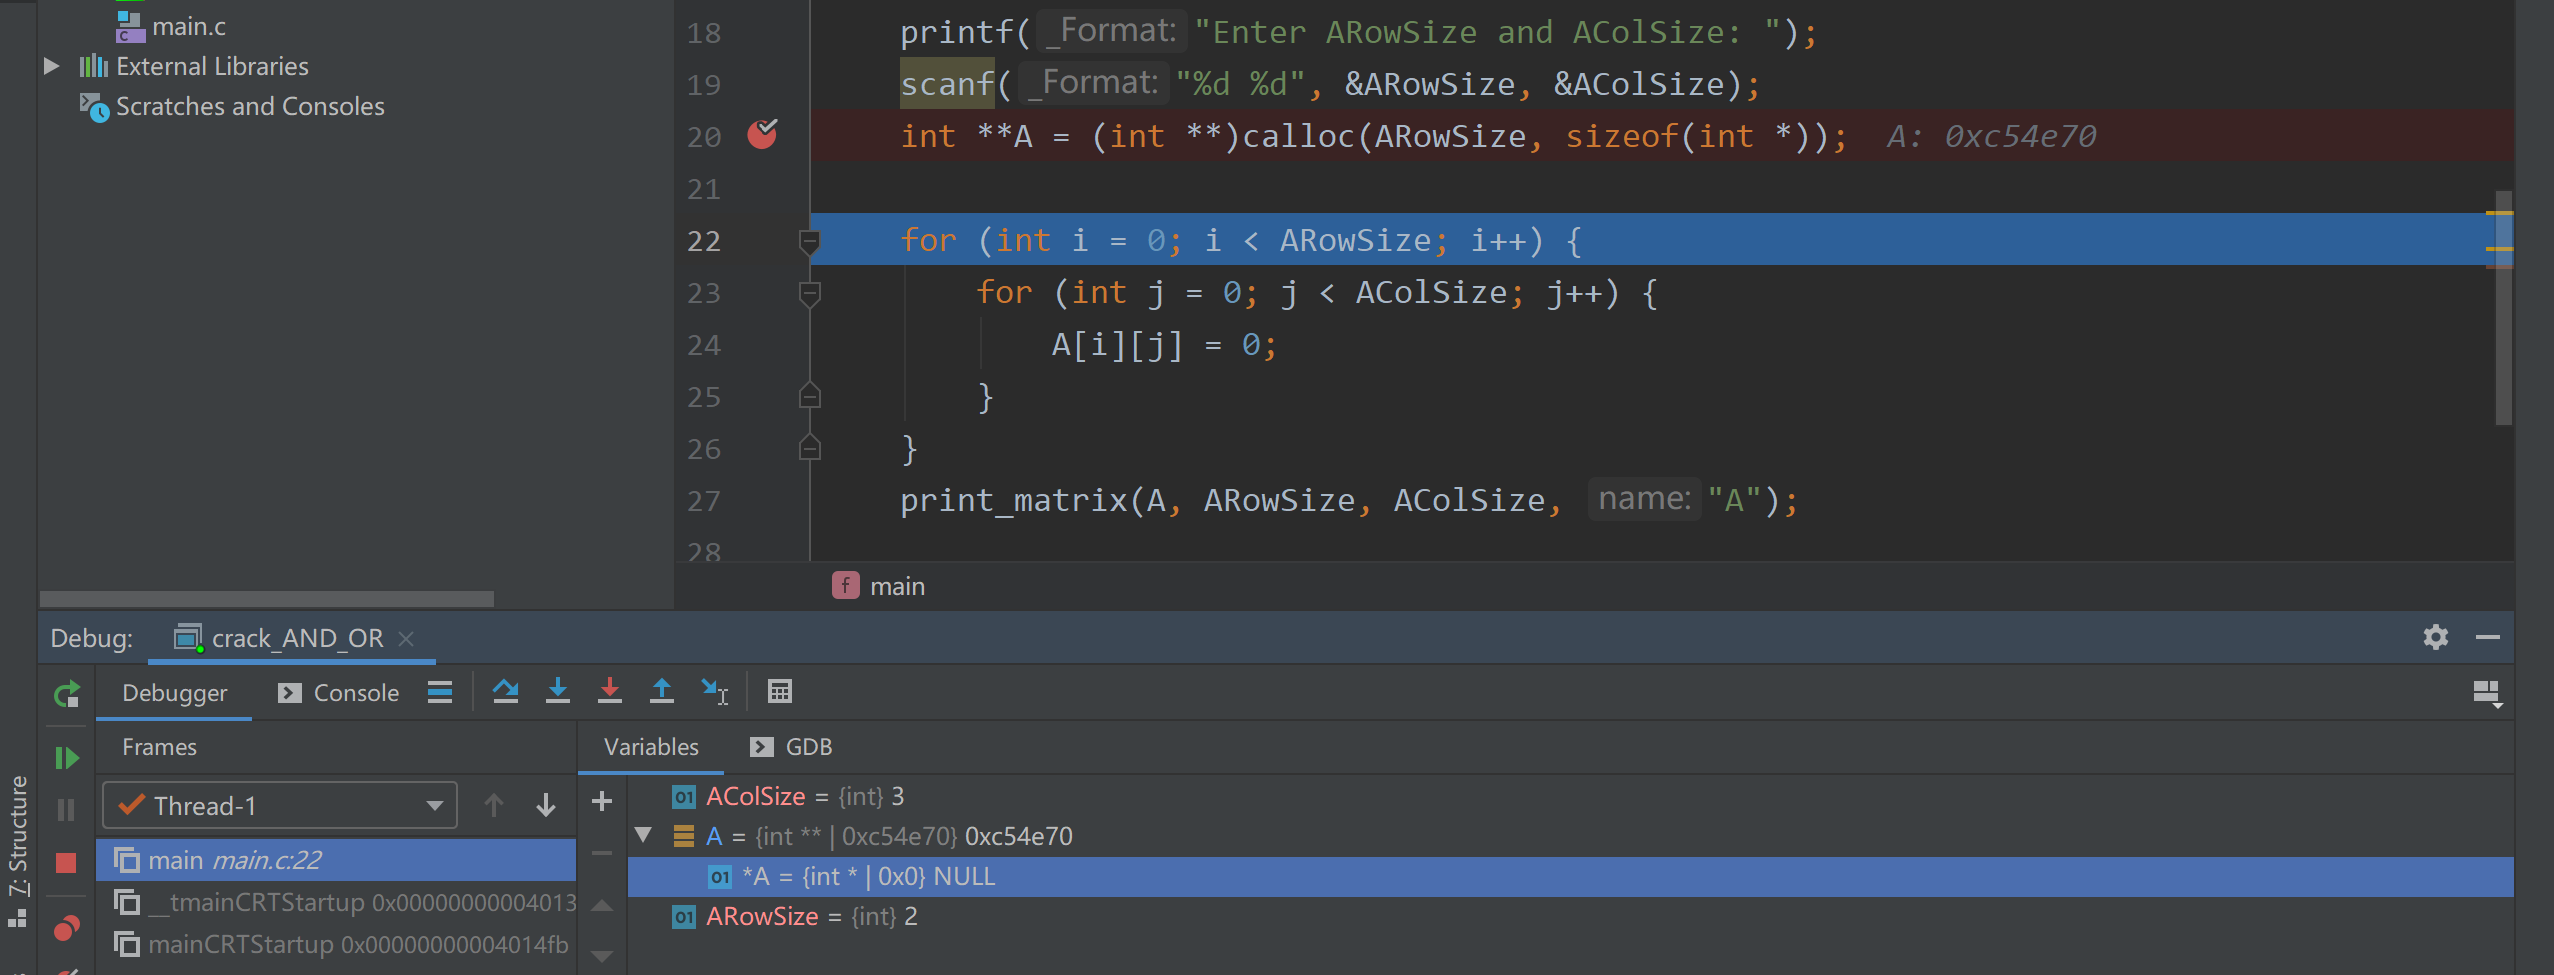 main.c
External Libraries
Scratches and Consoles
18 printf( _Format: "Enter ARowSize and AColSize: ");
19 scanf( _Format: "%d %d", &ARowSize, &AColSize);
20 int **A = (int **)calloc(ARowSize, sizeof(int *)); A: 0xc54e70
21
22 for (int i = 0; i < ARowSize; i++) {
23 for (int j = 0; j < AColSize; j++) {
24 A[i][j] = 0;
25 }
26 }
27 print_matrix(A, ARowSize, AColSize, name: "A");
28
f main
Debug: crack_AND_OR
Debugger Console
Frames
Variables GDB
Thread-1
main main.c:22
__tmainCRTStartup 0x00000000004013
mainCRTStartup 0x00000000004014fb
01 AColSize = {int} 3
A = {int ** | 0xc54e70} 0xc54e70
01 *A = {int * | 0x0} NULL
01 ARowSize = {int} 2
7: Structure